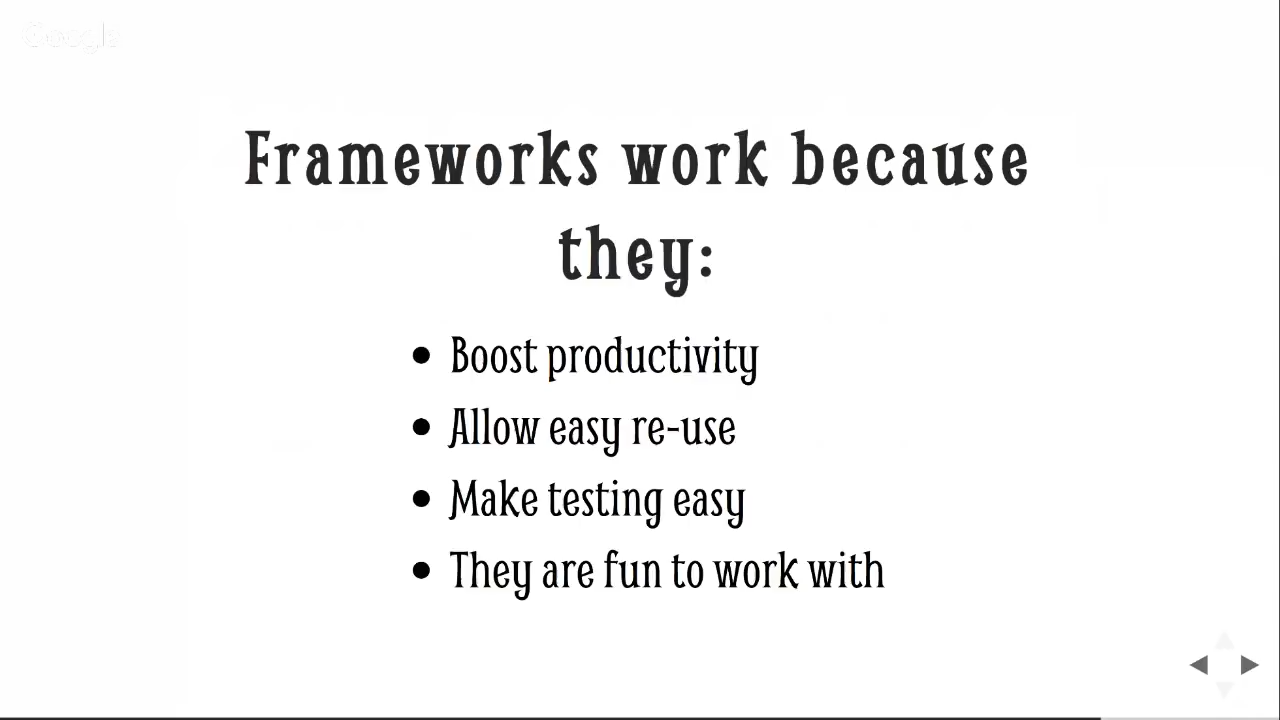 Google
Frameworks work because
they:
• Boost productivity
• Allow easy re-use
• Make testing easy
• They are fun to work with